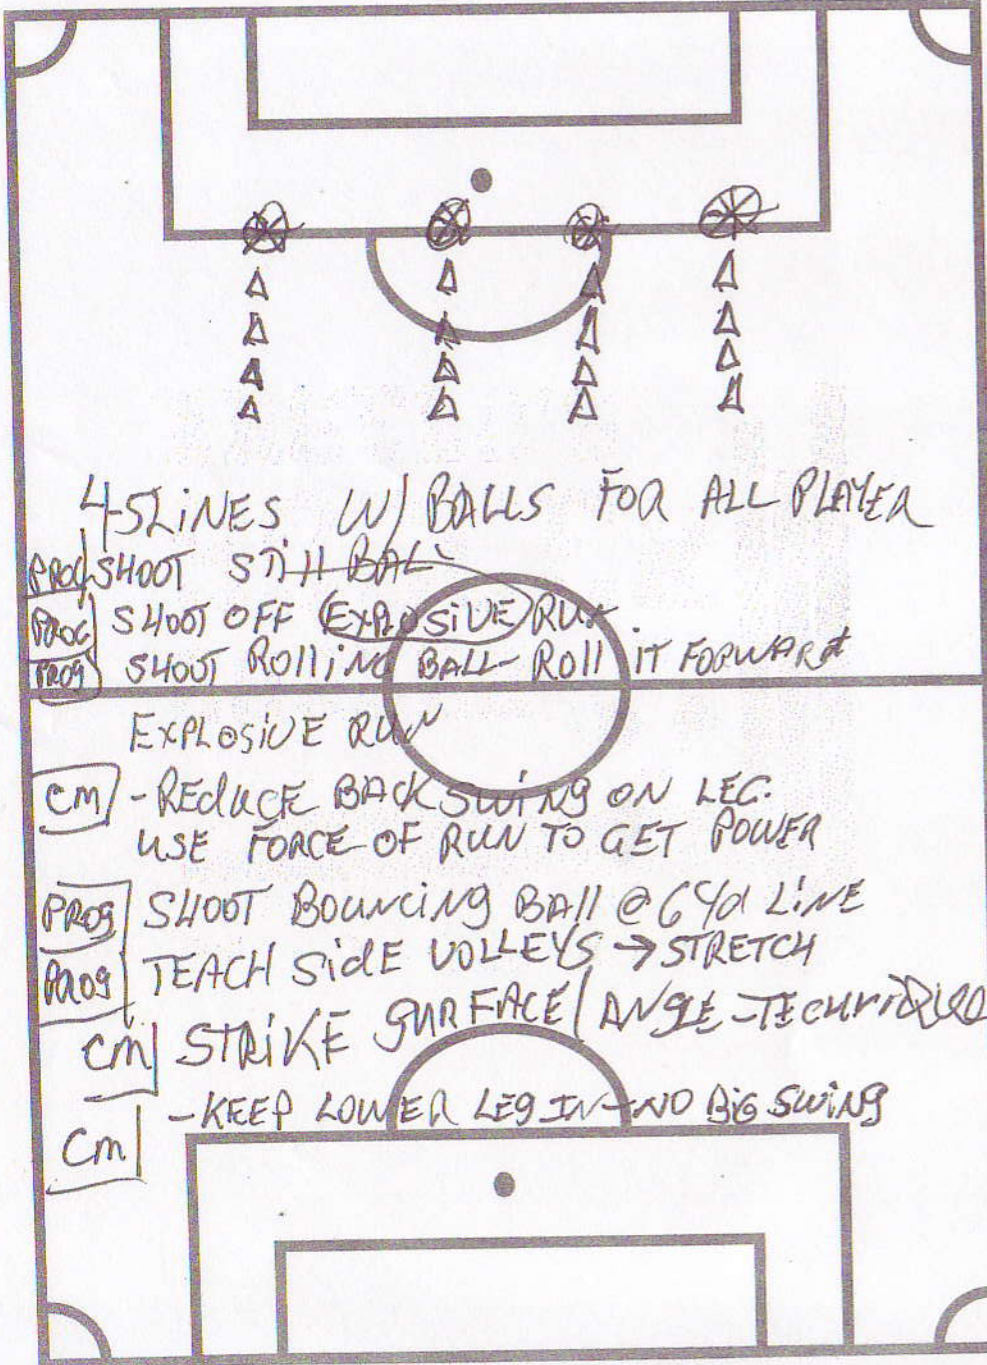 4-5 LINES W/ BALLS FOR ALL PLAYER
PROG SHOOT STILL BALL
PROG SHOOT OFF EXPLOSIVE RUN
PROG SHOOT ROLLING BALL - ROLL IT FORWARD
EXPLOSIVE RUN
CM - REDUCE BACK SWING ON LEG.
USE FORCE OF RUN TO GET POWER
PROG SHOOT BOUNCING BALL @ 6 Yd LINE
PROG TEACH SIDE VOLLEYS → STRETCH
CM STRIKE SURFACE / ANGLE - TECHNIQUE
CM - KEEP LOWER LEG IN - NO BIG SWING